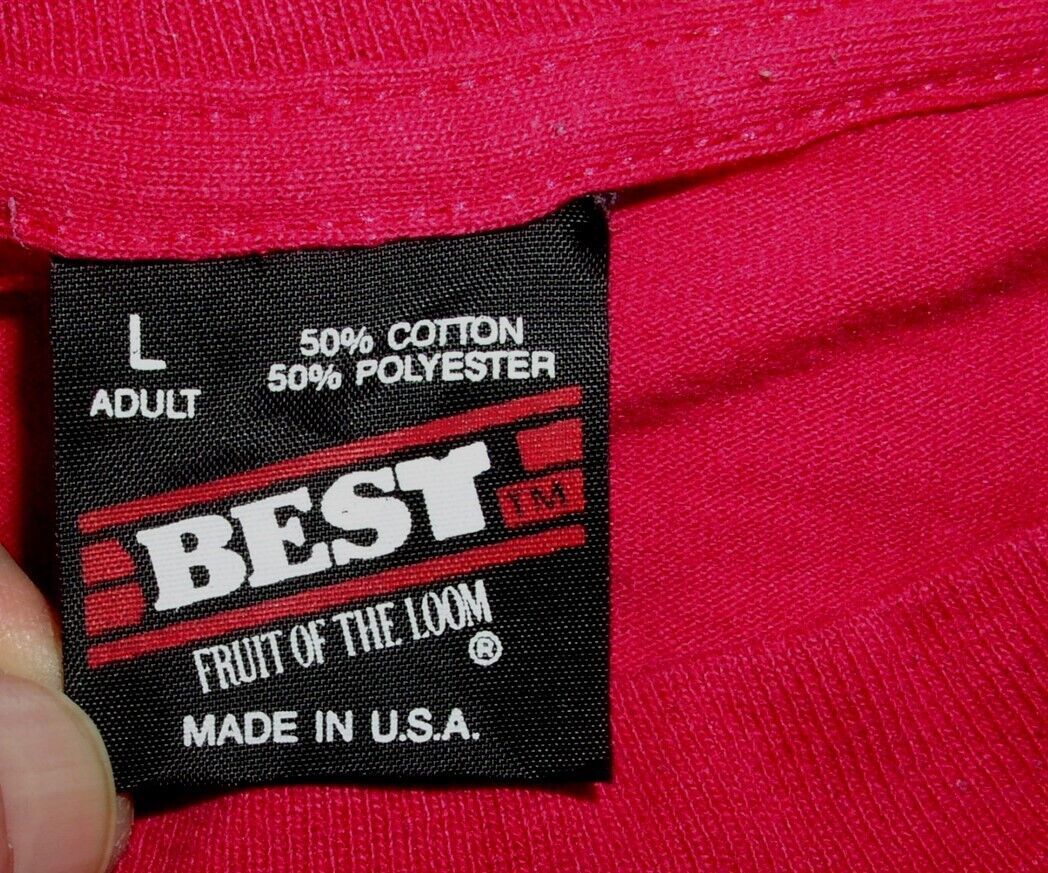 L
ADULT
50% COTTON
50% POLYESTER
BEST TM
FRUIT OF THE LOOM
®
MADE IN U.S.A.